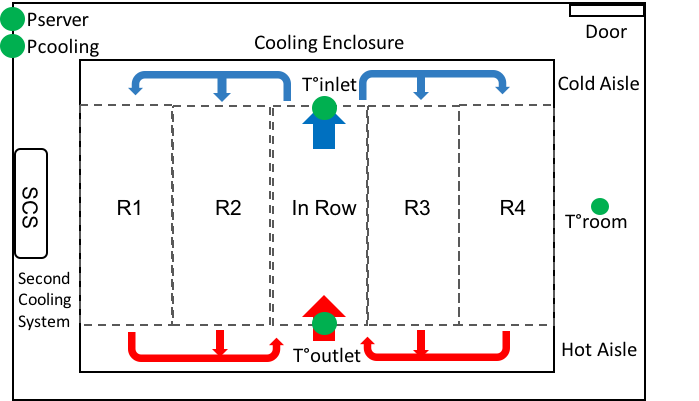 Pserver
Pcooling
Door
Cooling Enclosure
T°inlet
Cold Aisle
SCS
R1
R2
In Row
R3
R4
T°room
Second
Cooling
System
T°outlet
Hot Aisle